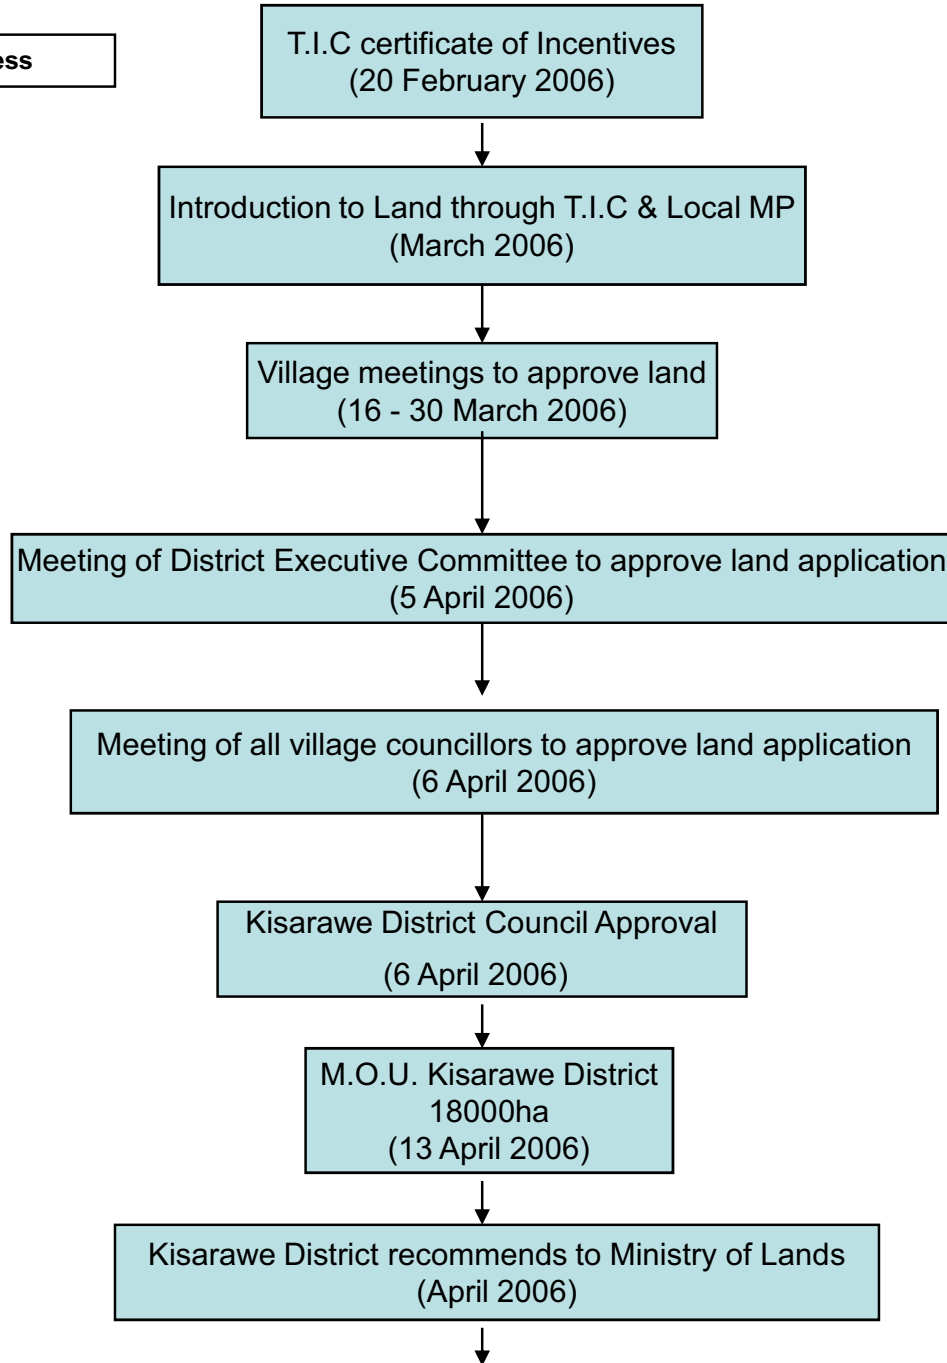 ess
T.I.C certificate of Incentives
(20 February 2006)
Introduction to Land through T.I.C & Local MP
(March 2006)
Village meetings to approve land
(16 - 30 March 2006)
Meeting of District Executive Committee to approve land application
(5 April 2006)
Meeting of all village councillors to approve land application
(6 April 2006)
Kisarawe District Council Approval
(6 April 2006)
M.O.U. Kisarawe District
18000ha
(13 April 2006)
Kisarawe District recommends to Ministry of Lands
(April 2006)